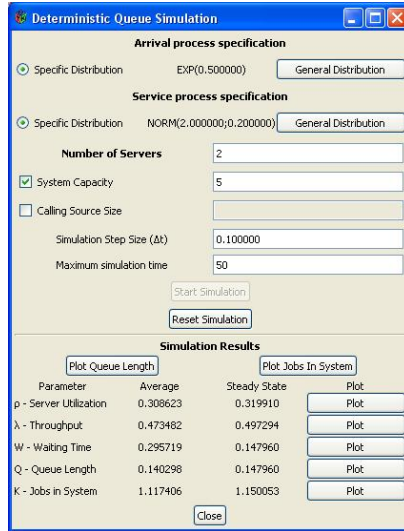 Deterministic Queue Simulation
Arrival process specification
Specific Distribution EXP(0.500000) General Distribution
Service process specification
Specific Distribution NORM(2.000000;0.200000) General Distribution
Number of Servers 2
System Capacity 5
Calling Source Size
Simulation Step Size (Δt) 0.100000
Maximum simulation time 50
Start Simulation
Reset Simulation
Simulation Results
Plot Queue Length Plot Jobs In System
Parameter Average Steady State Plot
ρ - Server Utilization 0.308623 0.319910 Plot
λ - Throughput 0.473482 0.497294 Plot
W - Waiting Time 0.295719 0.147960 Plot
Q - Queue Length 0.140298 0.147960 Plot
K - Jobs in System 1.117406 1.150053 Plot
Close